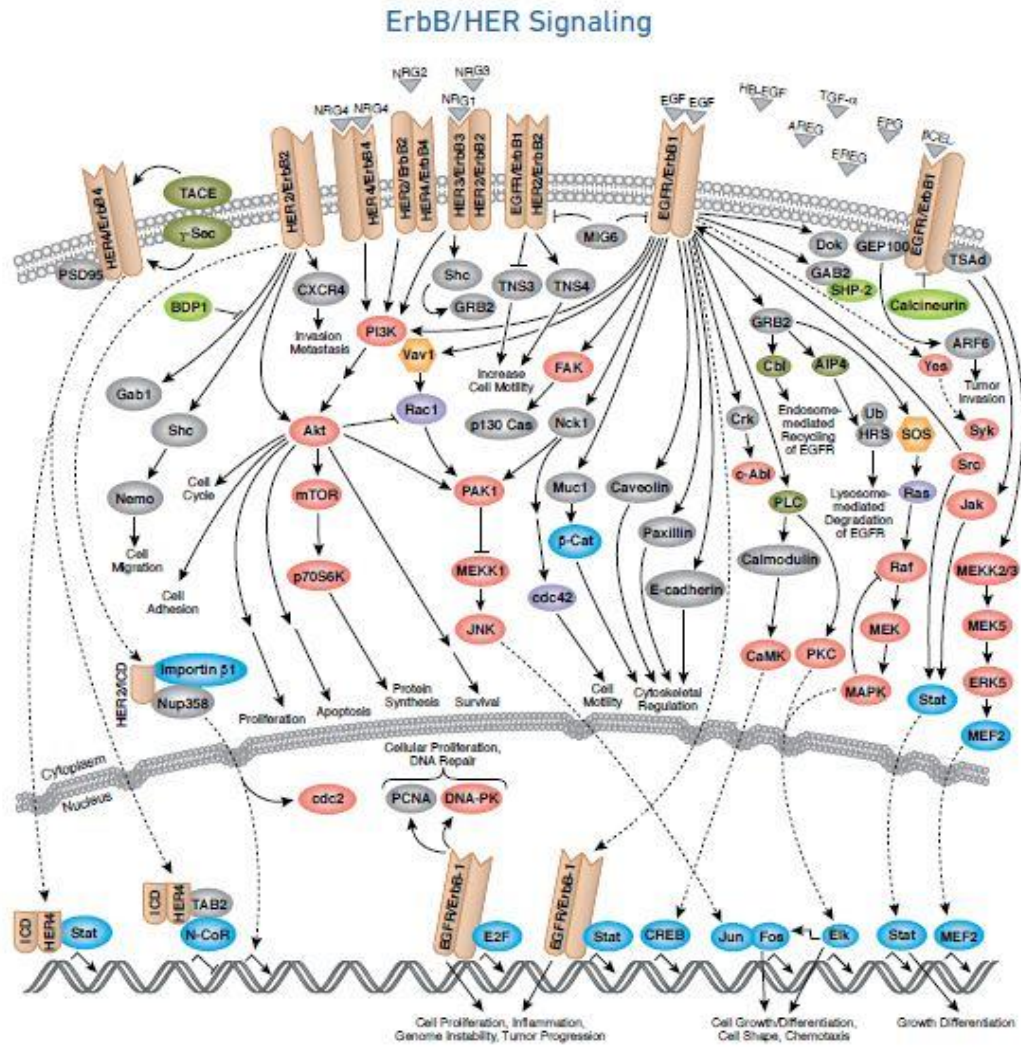 ErbB/HER Signaling
NRG2
NRG3
NRG4
NRG4
NRG1
EGF
EGF
HB-EGF
TGF-α
AREG
EPG
EREG
βCEL
HER4/ErbB4
TACE
γ-Sec
PSD95
HER2/ErbB2
HER4/ErbB4
HER2/ErbB2
HER4/ErbB4
HER3/ErbB3
HER2/ErbB2
EGFR/ErbB1
HER2/ErbB2
EGFR/ErbB1
EGFR/ErbB1
MIG6
Dok
GEP100
TSAd
GAB2
SHP-2
Calcineurin
BDP1
CXCR4
Invasion
Metastasis
Shc
GRB2
TNS3
TNS4
PI3K
Vav1
Increase
Cell Motility
FAK
GRB2
Cbl
AIP4
ARF6
Yes
Tumor
Invasion
Gab1
Rac1
p130 Cas
Nck1
Crk
Endosome-
mediated
Recycling
of EGFR
Ub
HRS
SOS
Syk
Shc
Akt
c-Abl
Src
Cell
Cycle
mTOR
PAK1
Muc1
Caveolin
PLC
Lysosome-
mediated
Degradation
of EGFR
Ras
Jak
Nemo
Cell
Migration
β-Cat
Paxillin
Calmodulin
Raf
MEKK2/3
p70S6K
MEKK1
cdc42
E-cadherin
Cell
Adhesion
JNK
MEK
MEK5
CaMK
PKC
MAPK
ERK5
Stat
MEF2
HER2/ICD
Importin β1
Nup358
Proliferation
Apoptosis
Protein
Synthesis
Survival
Cell
Motility
Cytoskeletal
Regulation
Cytoplasm
Nucleus
Cellular Proliferation,
DNA Repair
cdc2
PCNA
DNA-PK
ICD
HER4
Stat
ICD
HER4
TAB2
N-CoR
EGFR/ErbB-1
E2F
EGFR/ErbB-1
Stat
CREB
Jun
Fos
Elk
Stat
MEF2
Cell Proliferation, Inflammation,
Genome Instability, Tumor Progression
Cell Growth/Differentiation,
Cell Shape, Chemotaxis
Growth Differentiation